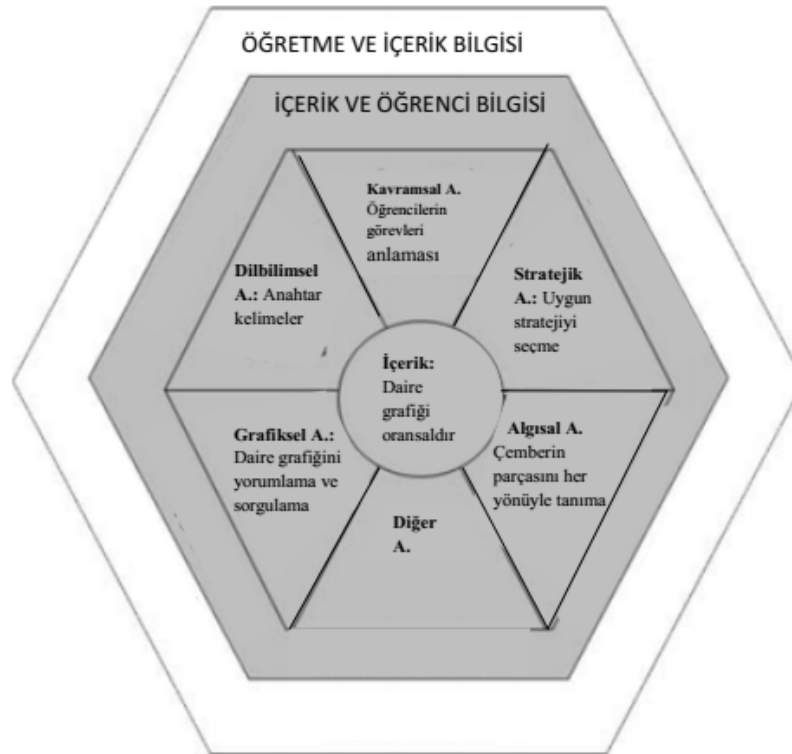 ÖĞRETME VE İÇERİK BİLGİSİ
İÇERİK VE ÖĞRENCİ BİLGİSİ
Kavramsal A.
Öğrencilerin
görevleri
anlaması
Dilbilimsel
A.: Anahtar
kelimeler
Stratejik
A.: Uygun
stratejiyi
seçme
İçerik:
Daire
grafiği
oransaldır
Grafiksel A.:
Daire grafiğini
yorumlama ve
sorgulama
Algısal A.
Çemberin
parçasını her
yönüyle tanıma
Diğer
A.